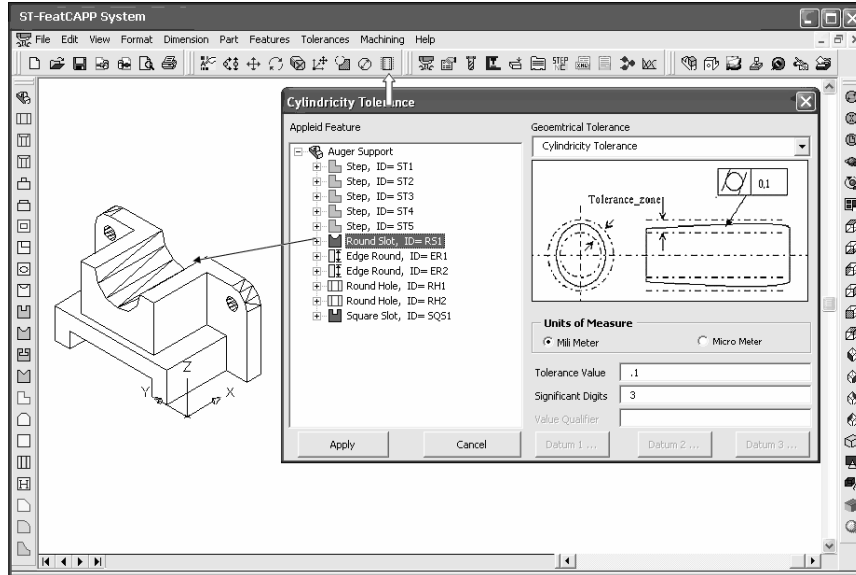 ST-FeatCAPP System
File Edit View Format Dimension Part Features Tolerances Machining Help
Cylindricity Tolerance
Appleid Feature
Auger Support
Step, ID= ST1
Step, ID= ST2
Step, ID= ST3
Step, ID= ST4
Step, ID= ST5
Round Slot, ID= RS1
Edge Round, ID= ER1
Edge Round, ID= ER2
Round Hole, ID= RH1
Round Hole, ID= RH2
Square Slot, ID= SQS1
Apply
Cancel
Geoemtrical Tolerance
Cylindricity Tolerance
Tolerance_zone
0,1
Units of Measure
Mili Meter
Micro Meter
Tolerance Value .1
Significant Digits 3
Value Qualifier
Datum 1 ...
Datum 2 ...
Datum 3 ...
Z
Y
X